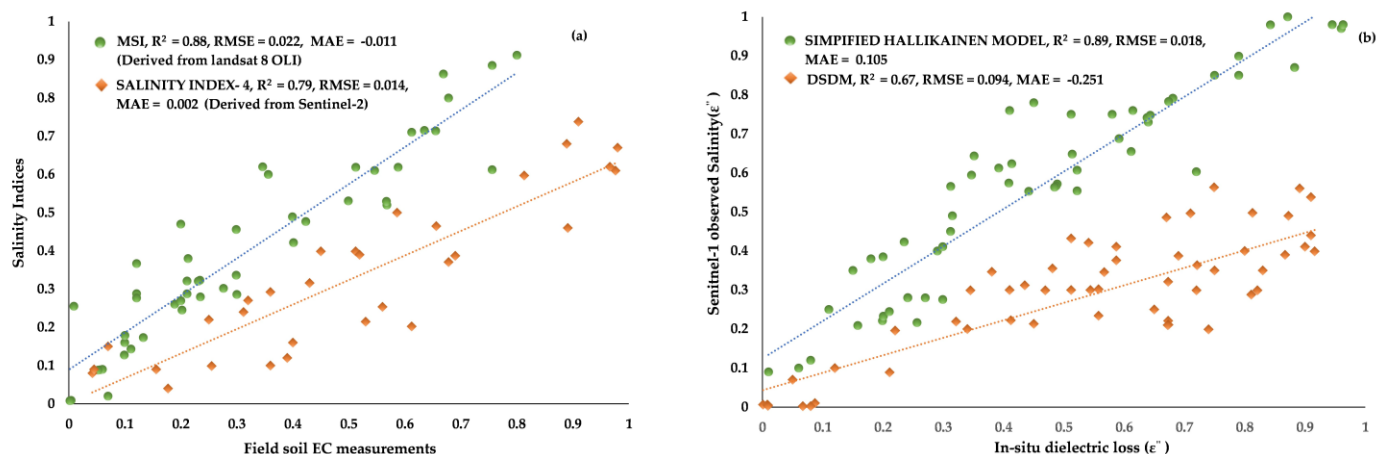 MSI, R² = 0.88, RMSE = 0.022, MAE = -0.011
(Derived from landsat 8 OLI)
SALINITY INDEX- 4, R² = 0.79, RMSE = 0.014,
MAE = 0.002 (Derived from Sentinel-2)
(a)
Salinity Indices
1
0.9
0.8
0.7
0.6
0.5
0.4
0.3
0.2
0.1
0
0 0.1 0.2 0.3 0.4 0.5 0.6 0.7 0.8 0.9 1
Field soil EC measurements
SIMPIFIED HALLIKAINEN MODEL, R² = 0.89, RMSE = 0.018,
MAE = 0.105
DSDM, R² = 0.67, RMSE = 0.094, MAE = -0.251
(b)
Senitnel-1 observed Salinity(ε¨)
1
0.9
0.8
0.7
0.6
0.5
0.4
0.3
0.2
0.1
0
0 0.1 0.2 0.3 0.4 0.5 0.6 0.7 0.8 0.9 1
In-situ dielectric loss (ε¨)